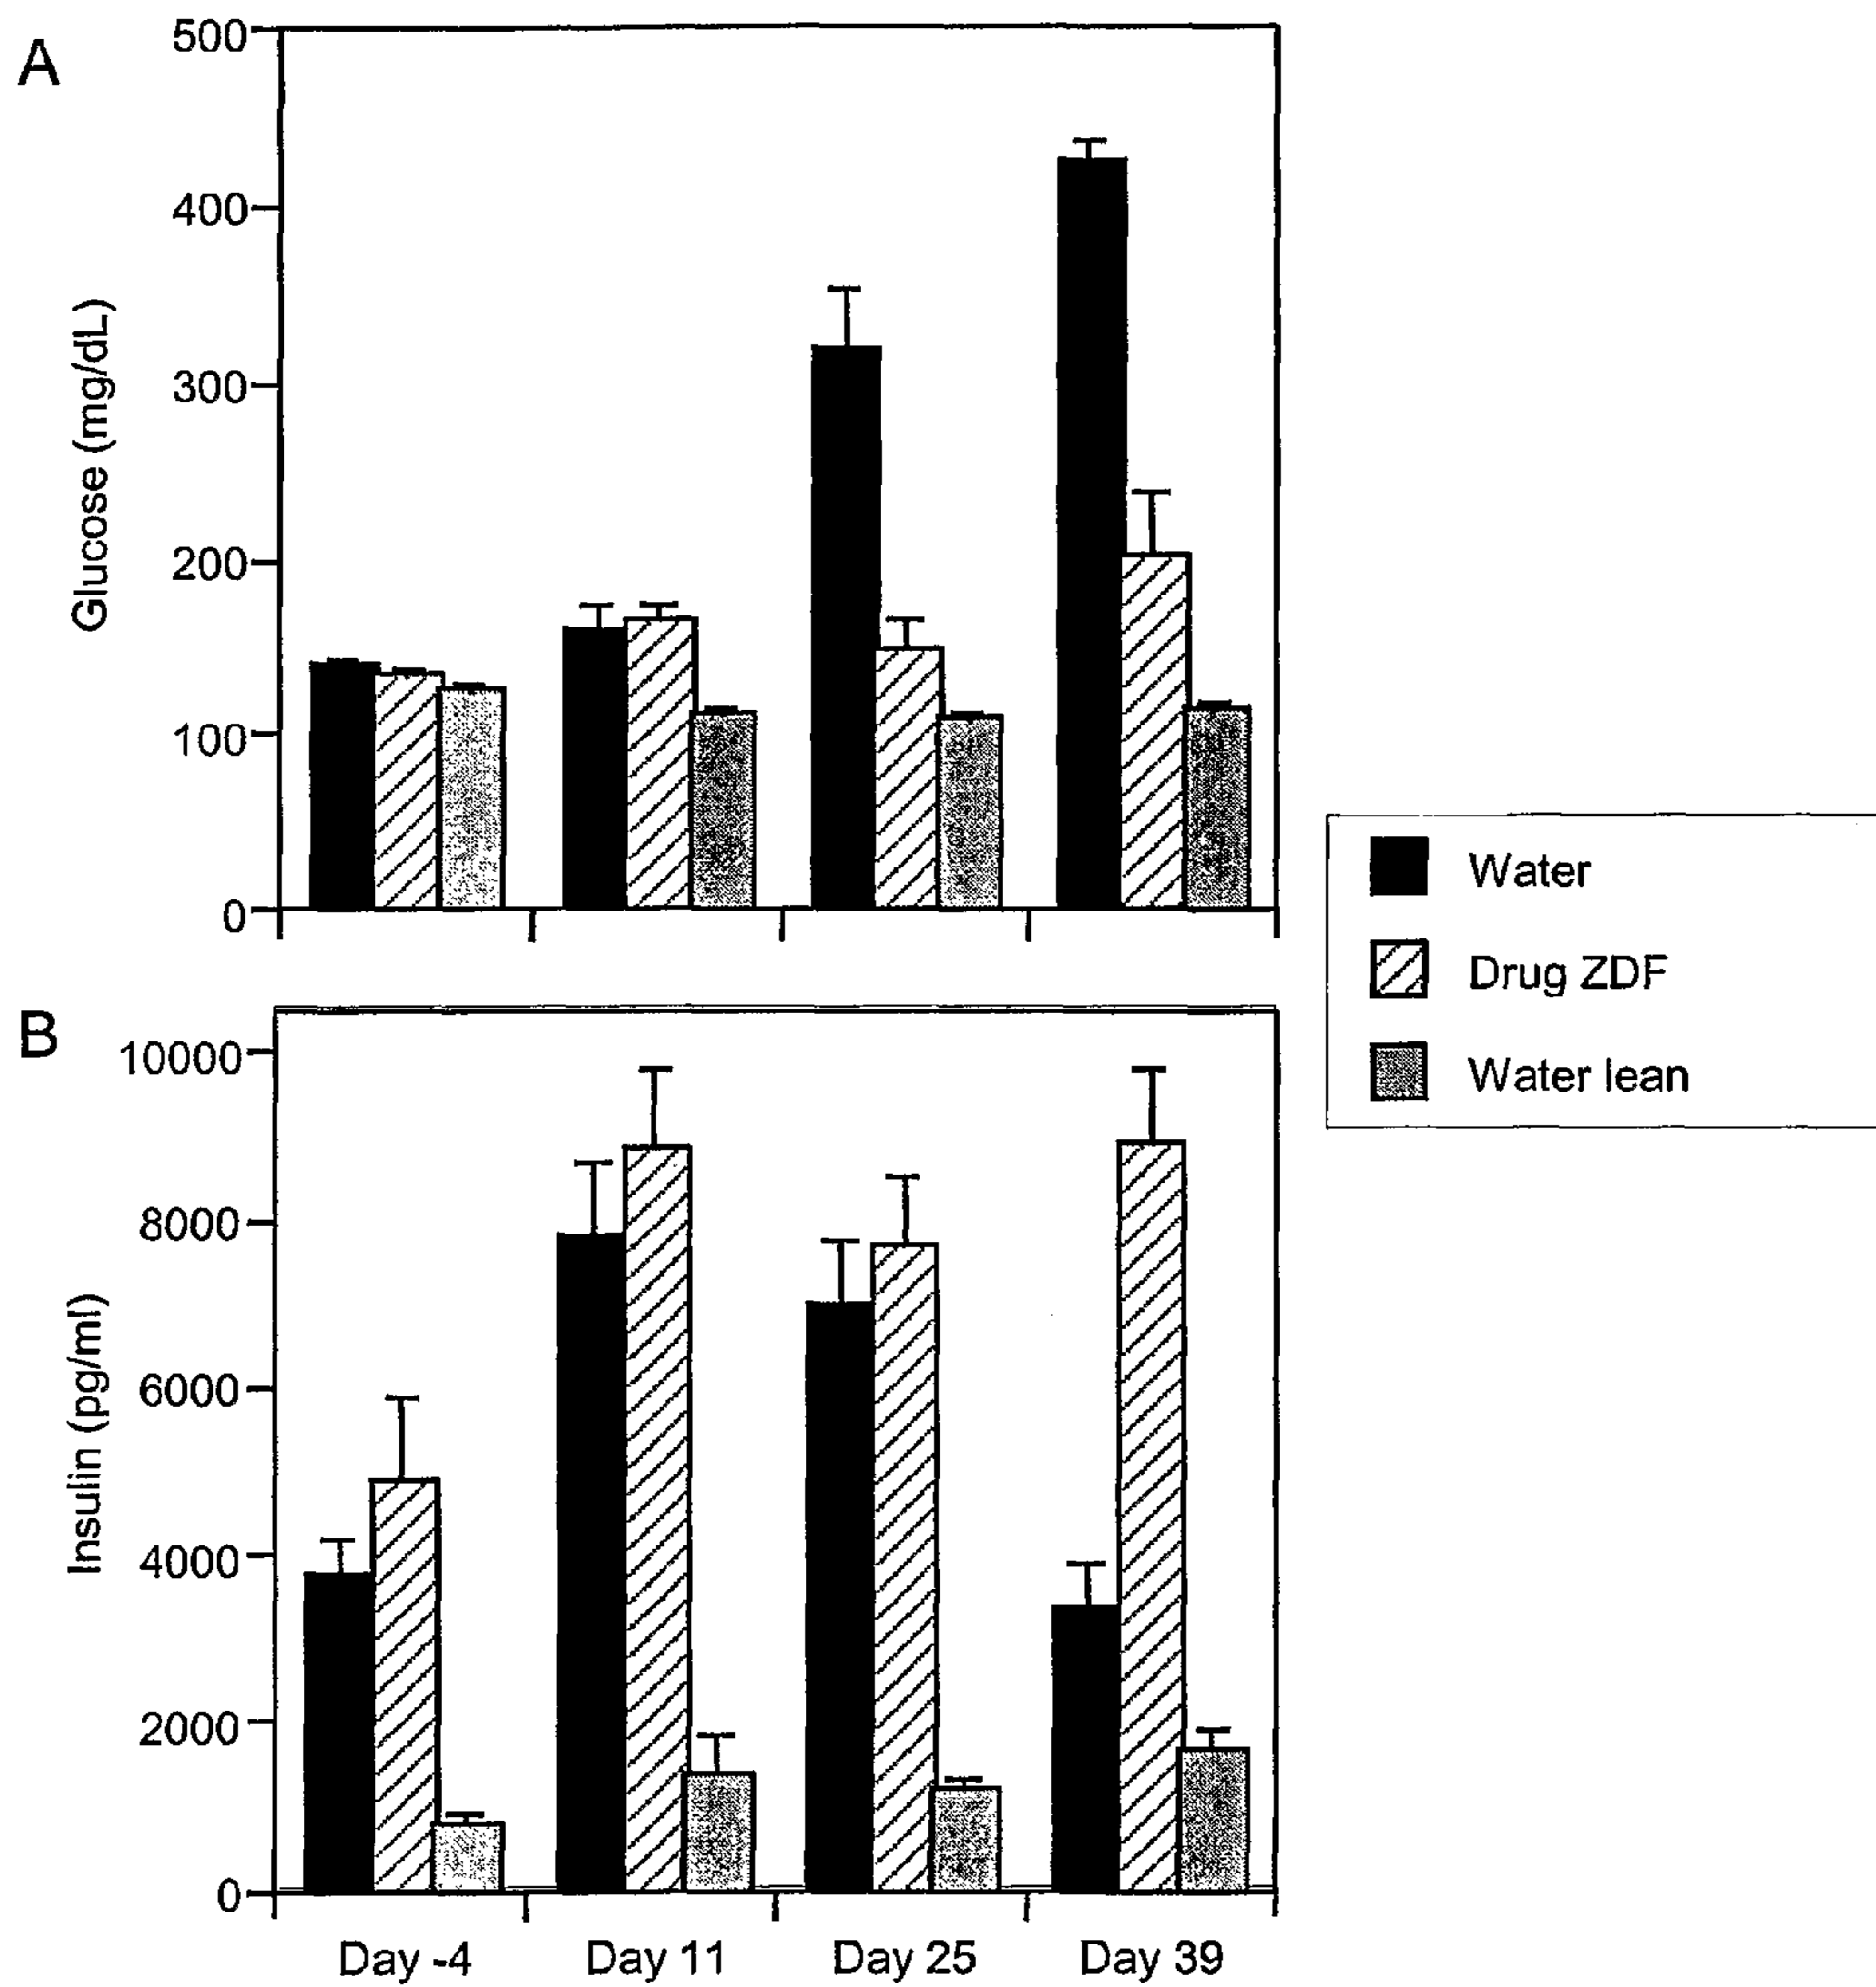 A
500
400
300
200
100
0
Glucose (mg/dL)
Water
Drug ZDF
Water lean
B
10000
8000
6000
4000
2000
0
Insulin (pg/ml)
Day -4 Day 11 Day 25 Day 39